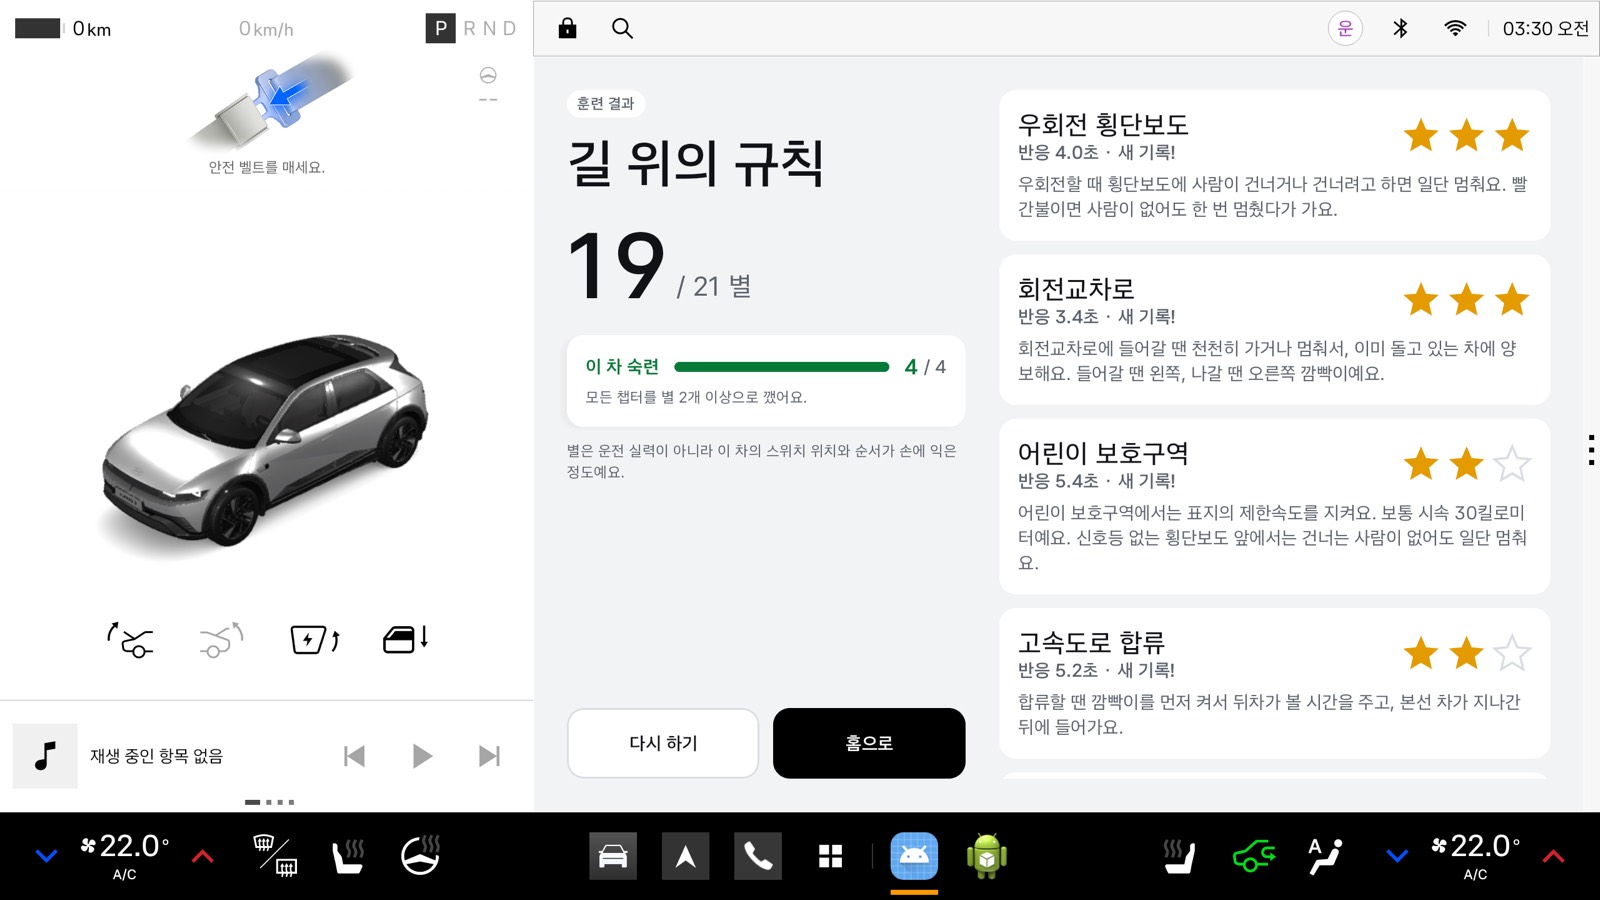 0km
0km/h
P R N D
--
안전 벨트를 매세요.
재생 중인 항목 없음
운
03:30 오전
훈련 결과
길 위의 규칙
19 / 21 별
이 차 숙련 4 / 4
모든 챕터를 별 2개 이상으로 깼어요.
별은 운전 실력이 아니라 이 차의 스위치 위치와 순서가 손에 익은
정도예요.
다시 하기
홈으로
우회전 횡단보도
반응 4.0초 · 새 기록!
우회전할 때 횡단보도에 사람이 건너거나 건너려고 하면 일단 멈춰요. 빨
간불이면 사람이 없어도 한 번 멈췄다가 가요.
회전교차로
반응 3.4초 · 새 기록!
회전교차로에 들어갈 땐 천천히 가거나 멈춰서, 이미 돌고 있는 차에 양
보해요. 들어갈 땐 왼쪽, 나갈 땐 오른쪽 깜빡이예요.
어린이 보호구역
반응 5.4초 · 새 기록!
어린이 보호구역에서는 표지의 제한속도를 지켜요. 보통 시속 30킬로미
터예요. 신호등 없는 횡단보도 앞에서는 건너는 사람이 없어도 일단 멈춰
요.
고속도로 합류
반응 5.2초 · 새 기록!
합류할 땐 깜빡이를 먼저 켜서 뒤차가 볼 시간을 주고, 본선 차가 지나간
뒤에 들어가요.
22.0°
A/C
A
22.0°
A/C